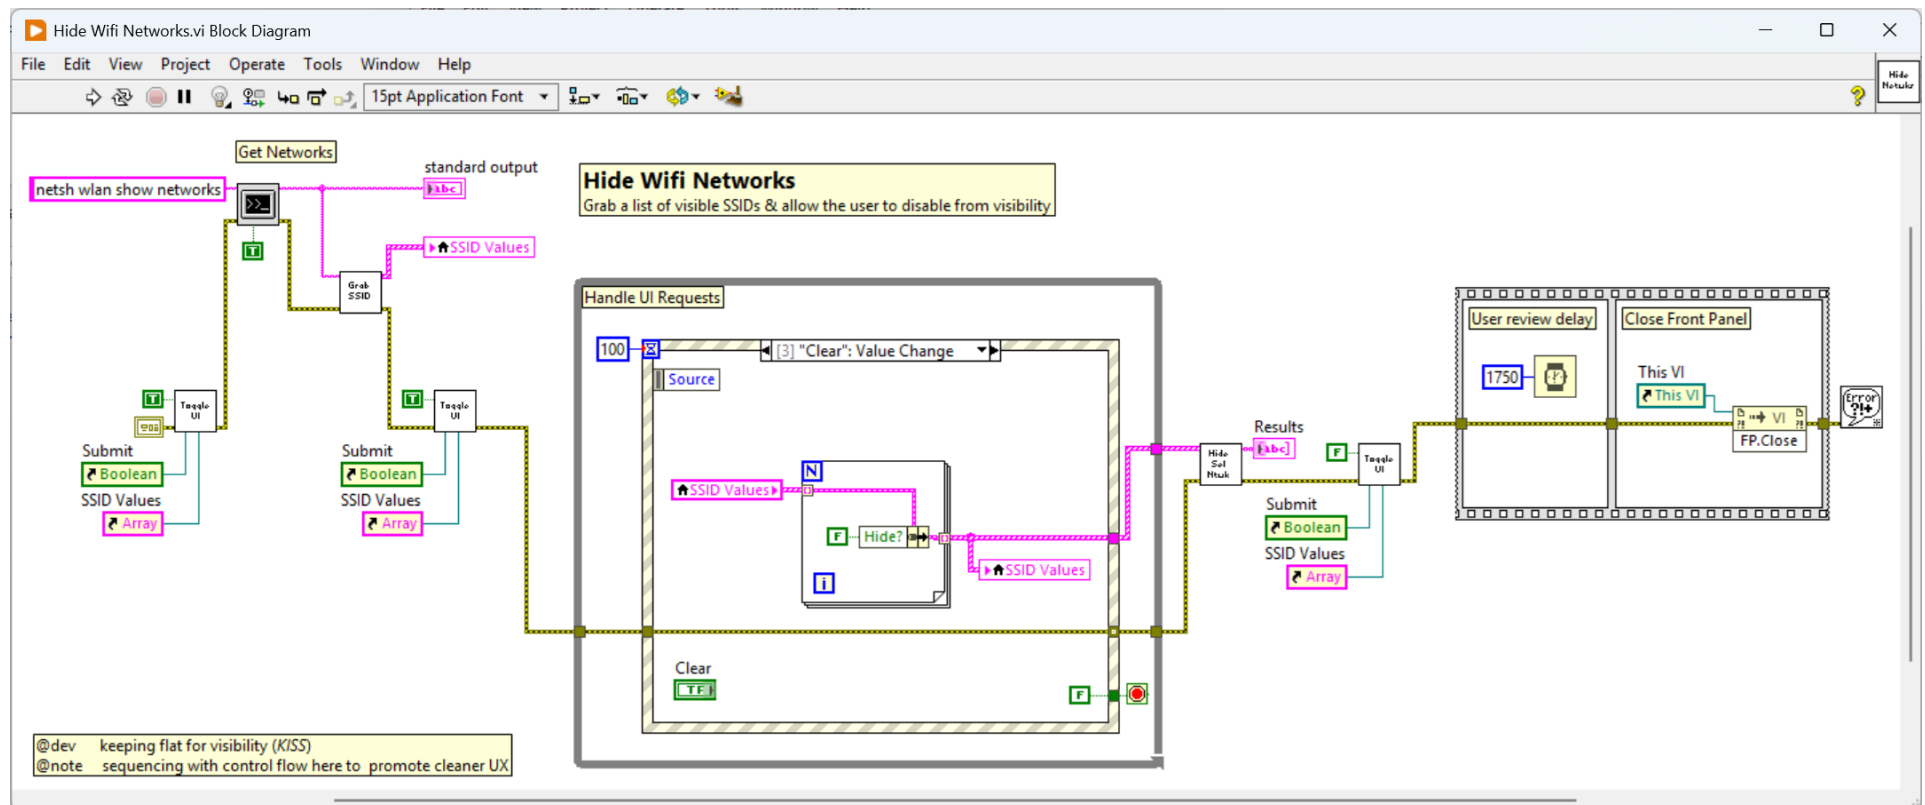 Hide Wifi Networks.vi Block Diagram
File Edit View Project Operate Tools Window Help
15pt Application Font
?
Hide
Netwks
Get Networks
netsh wlan show networks
>>_
T
standard output
abc
SSID Values
Grab
SSID
Hide Wifi Networks
Grab a list of visible SSIDs & allow the user to disable from visibility
T
Toggle
UI
Submit
Boolean
SSID Values
Array
T
Toggle
UI
Submit
Boolean
SSID Values
Array
Handle UI Requests
100
[3] "Clear": Value Change
Source
N
SSID Values
F
Hide?
i
SSID Values
Clear
TF
F
Hide
Sel
Ntwk
Results
abc
F
Toggle
UI
Submit
Boolean
SSID Values
Array
User review delay
1750
Close Front Panel
This VI
This VI
VI
FP.Close
Error
?!+
@dev keeping flat for visibility (KISS)
@note sequencing with control flow here to promote cleaner UX